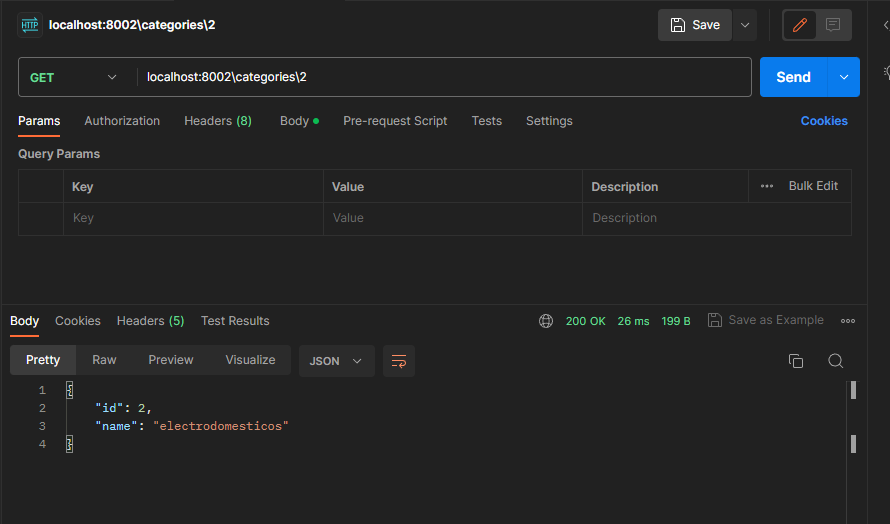 HTTP localhost:8002\categories\2 Save
GET localhost:8002\categories\2 Send
Params Authorization Headers (8) Body Pre-request Script Tests Settings Cookies
Query Params
Key Value Description ••• Bulk Edit
Key Value Description
Body Cookies Headers (5) Test Results 200 OK 26 ms 199 B Save as Example
Pretty Raw Preview Visualize JSON
1 {
2 "id": 2,
3 "name": "electrodomesticos"
4 }